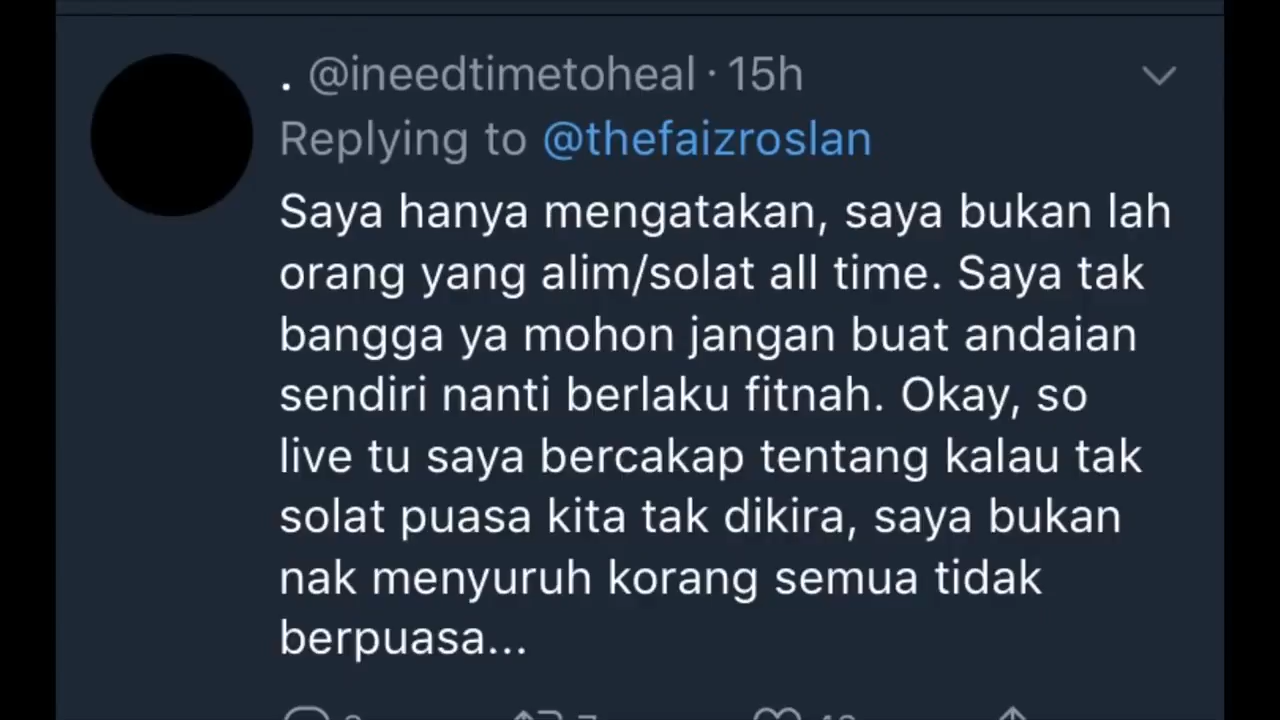 . @ineedtimetoheal · 15h
Replying to @thefaizroslan
Saya hanya mengatakan, saya bukan lah
orang yang alim/solat all time. Saya tak
bangga ya mohon jangan buat andaian
sendiri nanti berlaku fitnah. Okay, so
live tu saya bercakap tentang kalau tak
solat puasa kita tak dikira, saya bukan
nak menyuruh korang semua tidak
berpuasa...